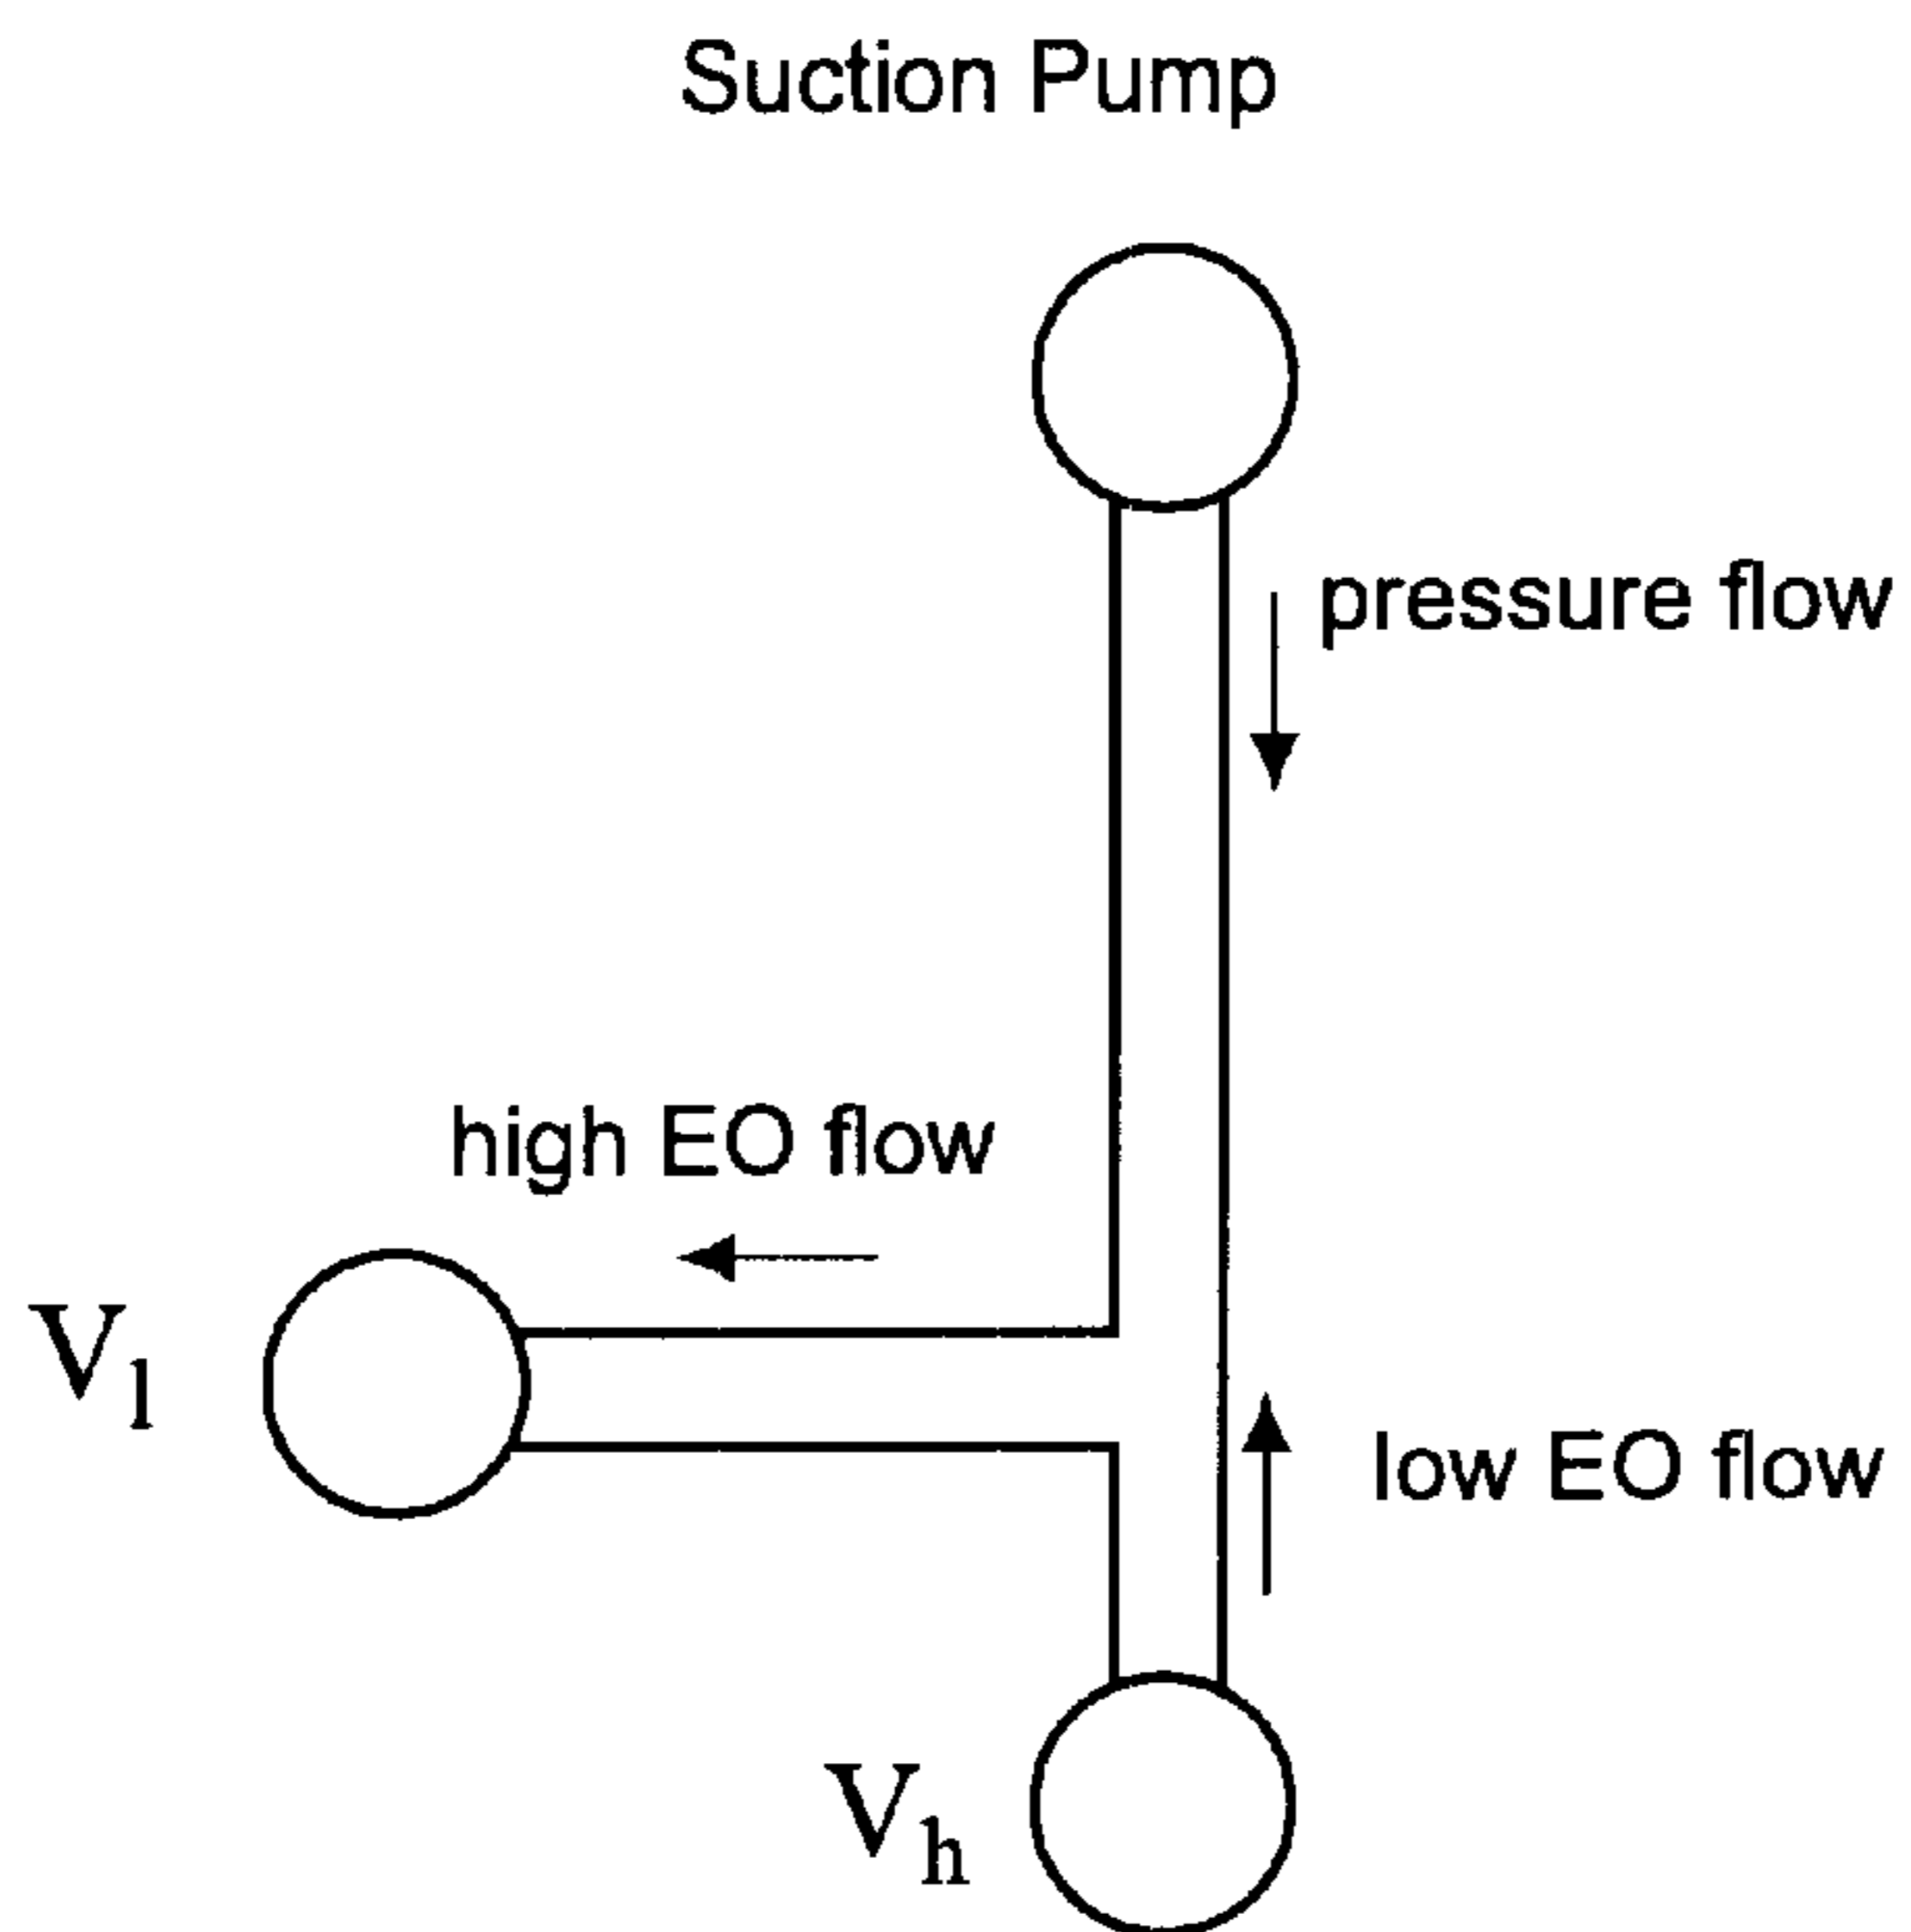 Suction Pump
pressure flow
high EO flow
V_l
low EO flow
V_h